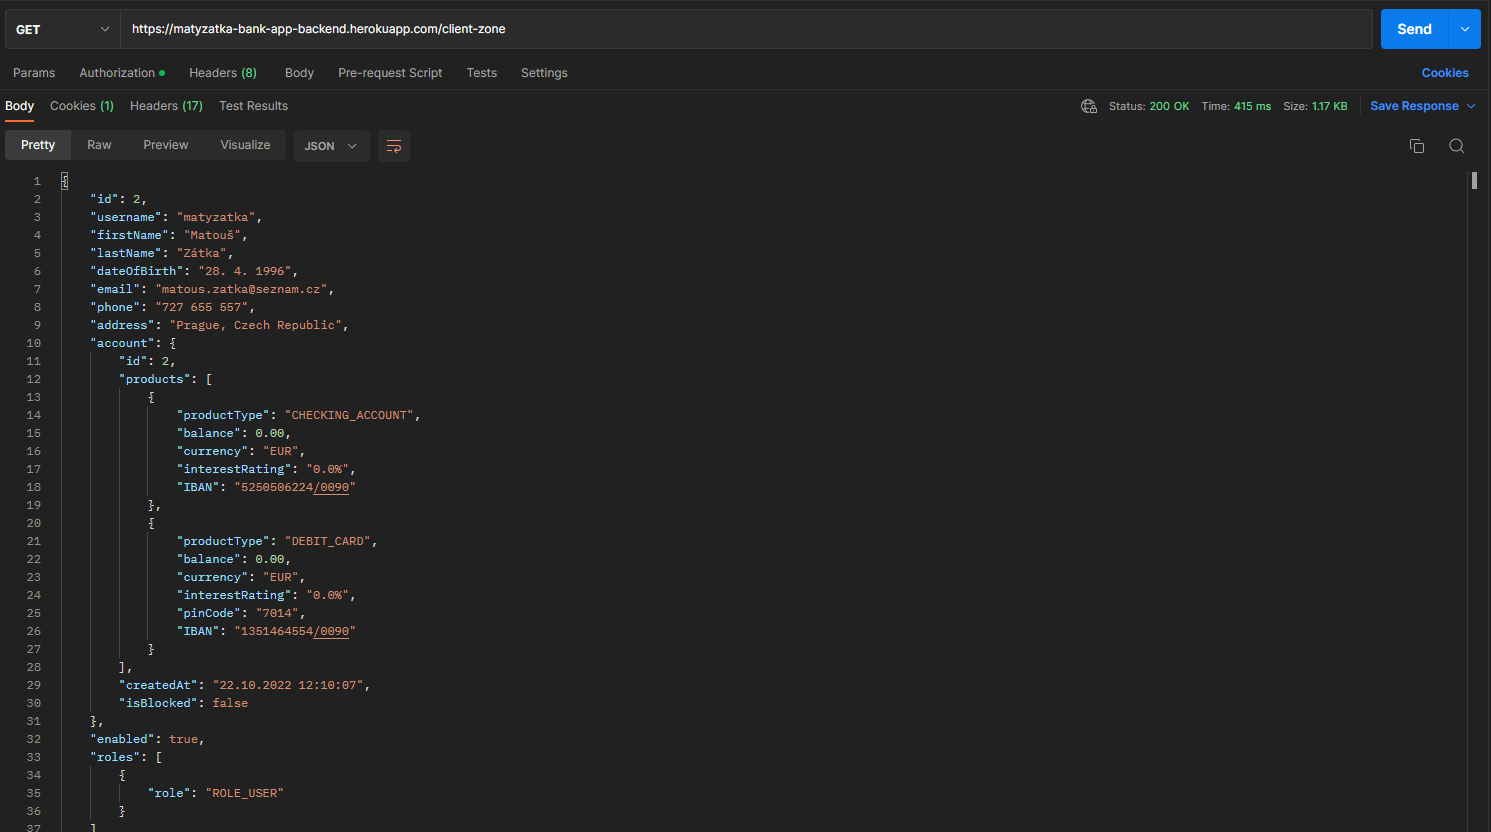 GET https://matyzatka-bank-app-backend.herokuapp.com/client-zone Send
Params Authorization Headers (8) Body Pre-request Script Tests Settings Cookies
Body Cookies (1) Headers (17) Test Results Status: 200 OK Time: 415 ms Size: 1.17 KB Save Response
Pretty Raw Preview Visualize JSON
1 {
2 "id": 2,
3 "username": "matyzatka",
4 "firstName": "Matouš",
5 "lastName": "Zátka",
6 "dateOfBirth": "28. 4. 1996",
7 "email": "matous.zatka@seznam.cz",
8 "phone": "727 655 557",
9 "address": "Prague, Czech Republic",
10 "account": {
11 "id": 2,
12 "products": [
13 {
14 "productType": "CHECKING_ACCOUNT",
15 "balance": 0.00,
16 "currency": "EUR",
17 "interestRating": "0.0%",
18 "IBAN": "5250506224/0090"
19 },
20 {
21 "productType": "DEBIT_CARD",
22 "balance": 0.00,
23 "currency": "EUR",
24 "interestRating": "0.0%",
25 "pinCode": "7014",
26 "IBAN": "1351464554/0090"
27 }
28 ],
29 "createdAt": "22.10.2022 12:10:07",
30 "isBlocked": false
31 },
32 "enabled": true,
33 "roles": [
34 {
35 "role": "ROLE_USER"
36 }
37 ]